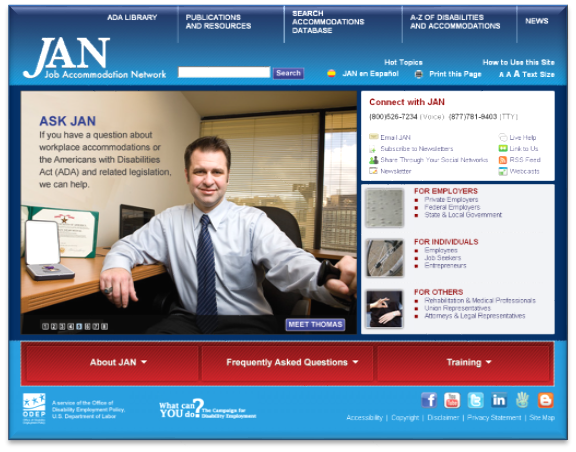 ADA LIBRARY
PUBLICATIONS
AND RESOURCES
SEARCH
ACCOMMODATIONS
DATABASE
A-Z OF DISABILITIES
AND ACCOMMODATIONS
NEWS
JAN
Job Accommodation Network
Search
Hot Topics
How to Use this Site
JAN en Español
Print this Page
A A A Text Size
ASK JAN
If you have a question about
workplace accommodations or
the Americans with Disabilities
Act (ADA) and related legislation,
we can help.
1 2 3 4 5 6 7 8
MEET THOMAS
Connect with JAN
(800)526-7234 (Voice) (877)781-9403 (TTY)
Email JAN
Live Help
Subscribe to Newsletters
Link to Us
Share Through Your Social Networks
RSS Feed
Newsletter
Webcasts
FOR EMPLOYERS
Private Employers
Federal Employers
State & Local Government
FOR INDIVIDUALS
Employees
Job Seekers
Entrepreneurs
FOR OTHERS
Rehabilitation & Medical Professionals
Union Representatives
Attorneys & Legal Representatives
About JAN
Frequently Asked Questions
Training
ODEP
A service of the Office of
Disability Employment Policy,
U.S. Department of Labor
What can
YOU do? The Campaign for
Disability Employment
Accessibility | Copyright | Disclaimer | Privacy Statement | Site Map